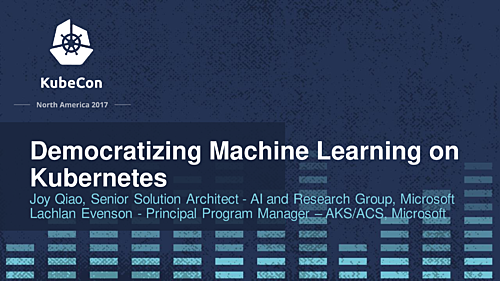 KubeCon
North America 2017
Democratizing Machine Learning on
Kubernetes
Joy Qiao, Senior Solution Architect - AI and Research Group, Microsoft
Lachlan Evenson - Principal Program Manager – AKS/ACS, Microsoft